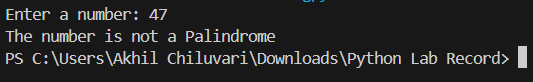 Enter a number: 47
The number is not a Palindrome
PS C:\Users\Akhil Chiluvari\Downloads\Python Lab Record>